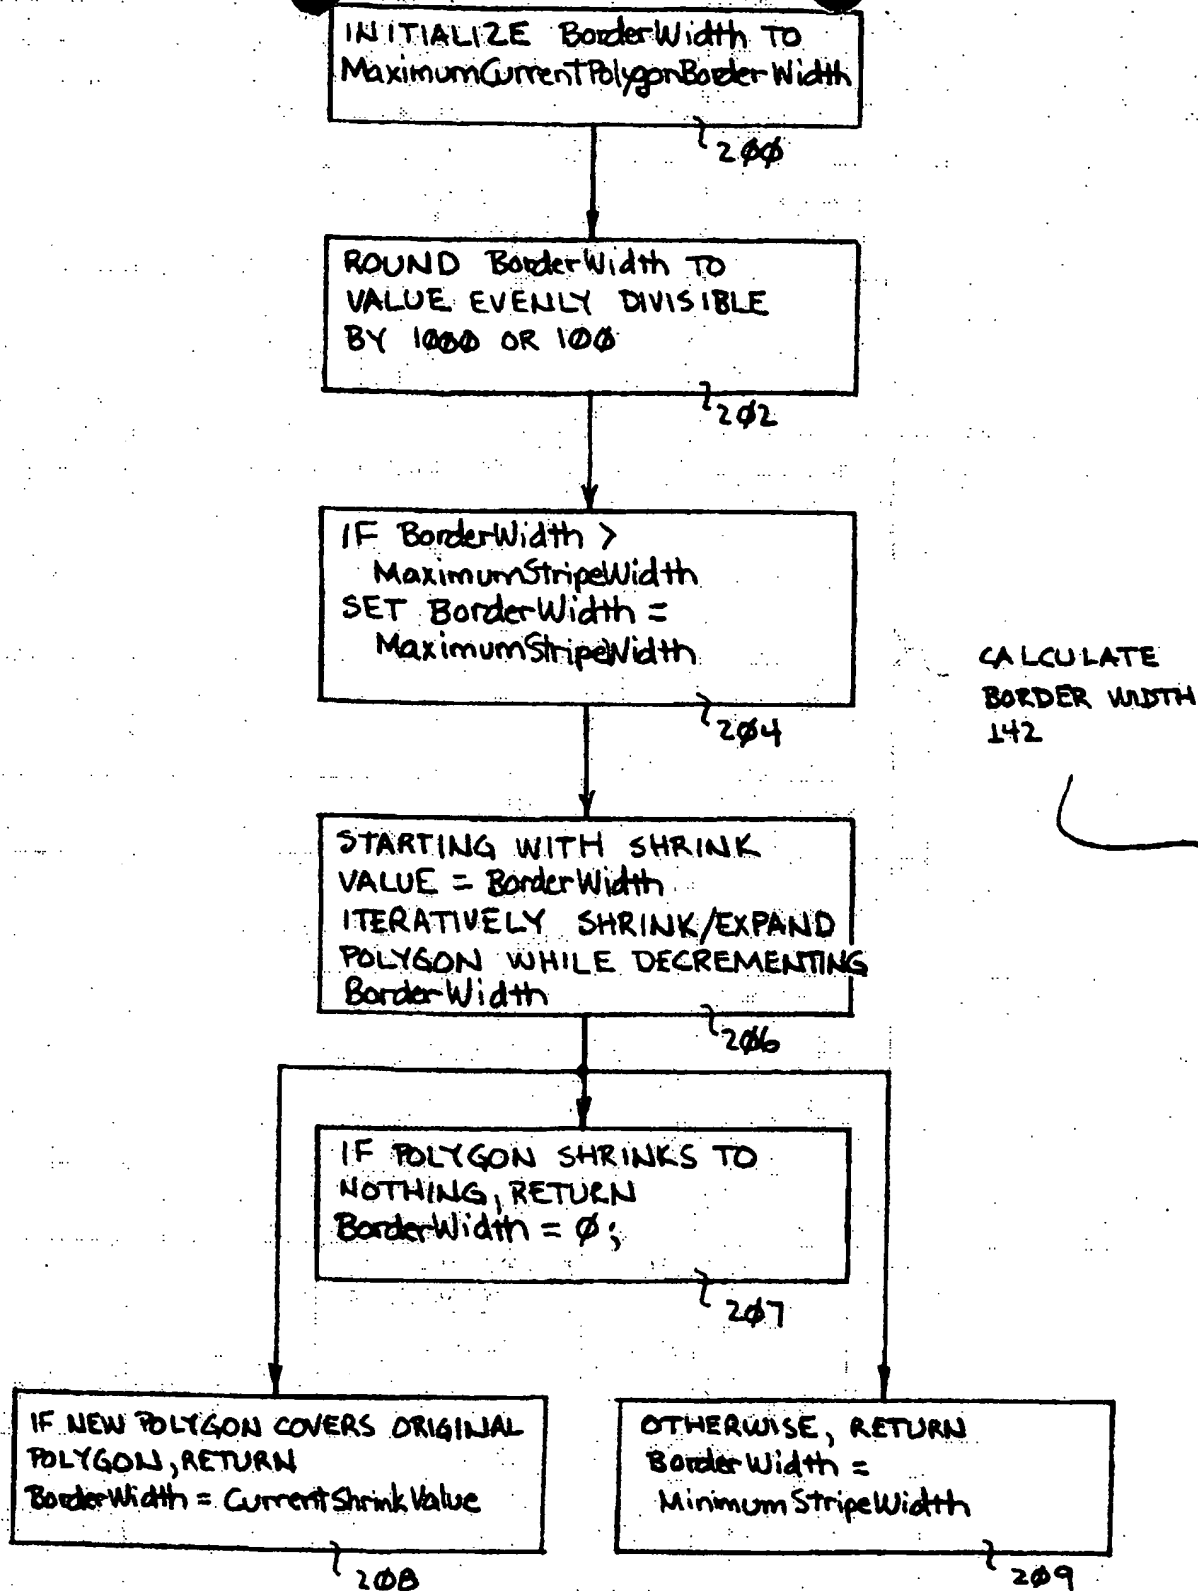 INITIALIZE BorderWidth TO
MaximumCurrentPolygonBorderWidth
200
ROUND BorderWidth TO
VALUE EVENLY DIVISIBLE
BY 1000 OR 100
202
IF BorderWidth >
MaximumStripeWidth
SET BorderWidth =
MaximumStripeWidth
204
CALCULATE
BORDER WIDTH
142
STARTING WITH SHRINK
VALUE = BorderWidth
ITERATIVELY SHRINK/EXPAND
POLYGON WHILE DECREMENTING
BorderWidth
206
IF POLYGON SHRINKS TO
NOTHING, RETURN
BorderWidth = 0;
207
IF NEW POLYGON COVERS ORIGINAL
POLYGON, RETURN
BorderWidth = CurrentShrinkValue
208
OTHERWISE, RETURN
BorderWidth =
MinimumStripeWidth
209